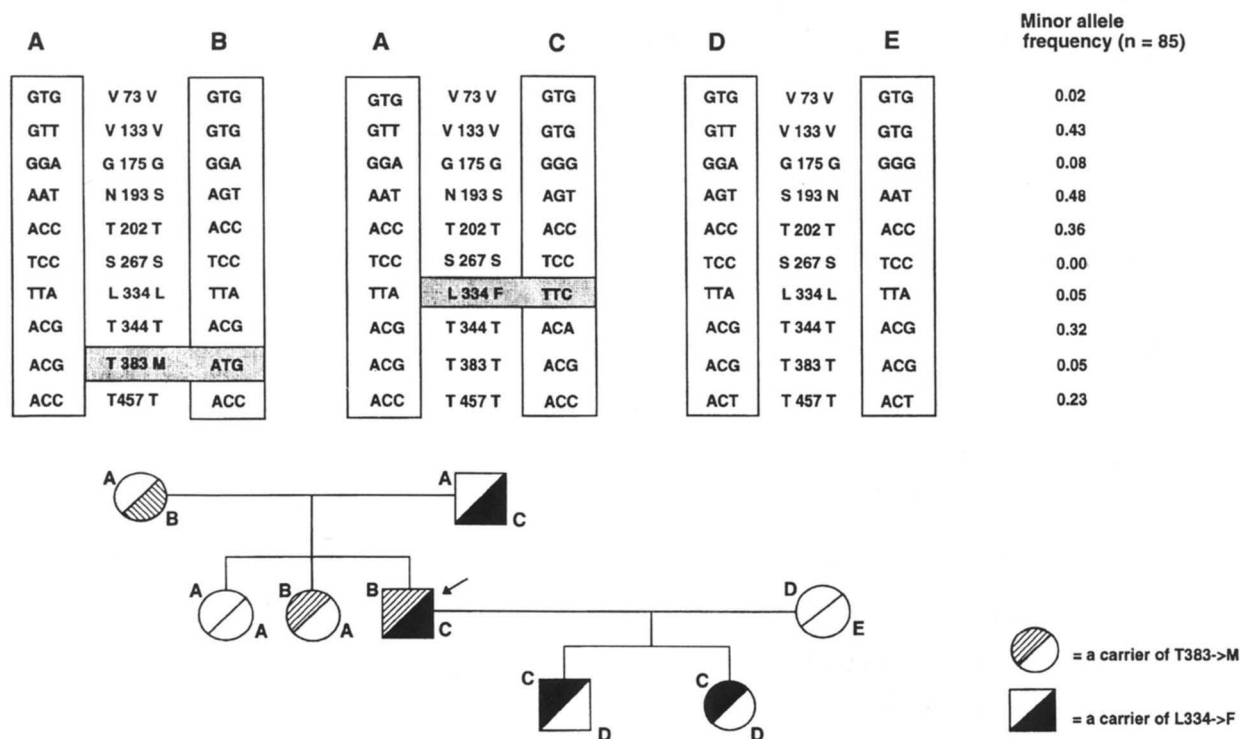 Minor allele
frequency (n = 85)
A B A C D E
GTG V 73 V GTG GTG V 73 V GTG GTG V 73 V GTG 0.02
GTT V 133 V GTG GTT V 133 V GTG GTT V 133 V GTG 0.43
GGA G 175 G GGA GGA G 175 G GGG GGA G 175 G GGG 0.08
AAT N 193 S AGT AAT N 193 S AGT AGT S 193 N AAT 0.48
ACC T 202 T ACC ACC T 202 T ACC ACC T 202 T ACC 0.36
TCC S 267 S TCC TCC S 267 S TCC TCC S 267 S TCC 0.00
TTA L 334 L TTA TTA L 334 F TTC TTA L 334 L TTA 0.05
ACG T 344 T ACG ACG T 344 T ACA ACG T 344 T ACG 0.32
ACG T 383 M ATG ACG T 383 T ACG ACG T 383 T ACG 0.05
ACC T457 T ACC ACC T 457 T ACC ACT T 457 T ACT 0.23
A A
B C
A B B D
A A C E
= a carrier of T383->M
C C
= a carrier of L334->F
D D